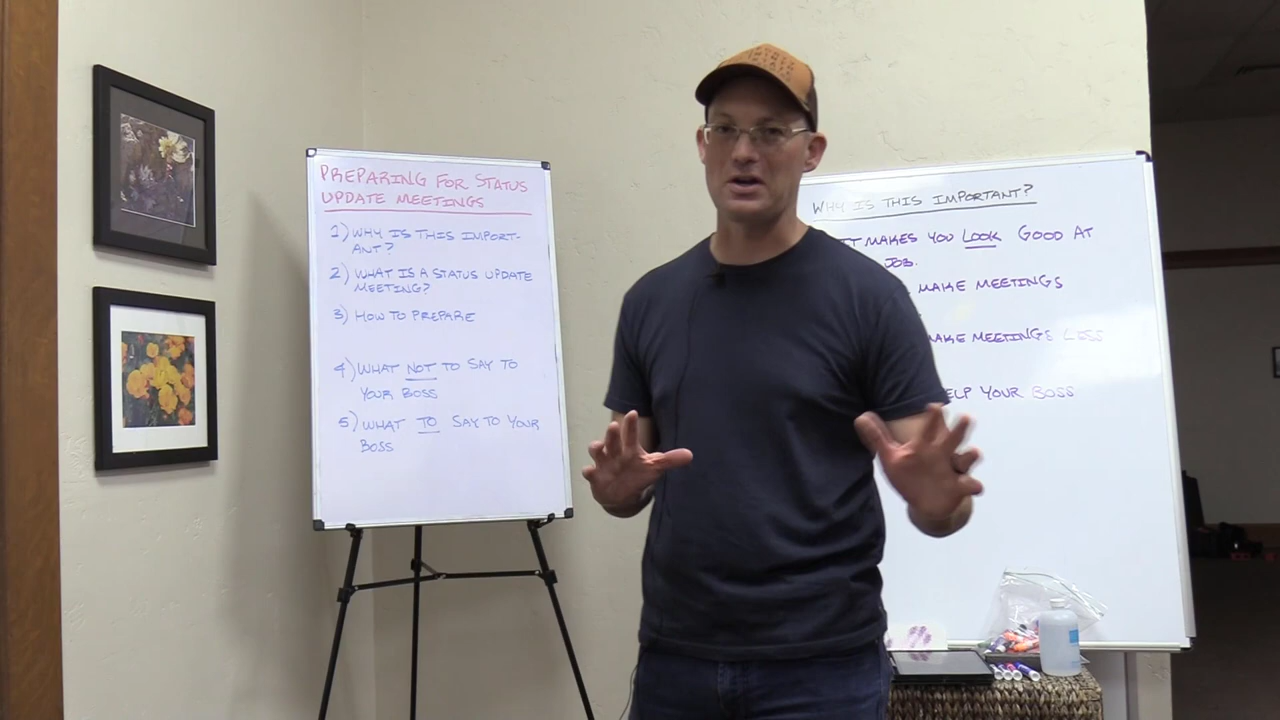 PREPARING FOR STATUS
UPDATE MEETINGS
1) WHY IS THIS IMPORT-
ANT?
2) WHAT IS A STATUS UPDATE
MEETING?
3) HOW TO PREPARE
4) WHAT NOT TO SAY TO
YOUR BOSS
5) WHAT TO SAY TO YOUR
BOSS
WHY IS THIS IMPORTANT?
IT MAKES YOU LOOK GOOD AT
JOB.
MAKE MEETINGS
MAKE MEETINGS LESS
HELP YOUR BOSS